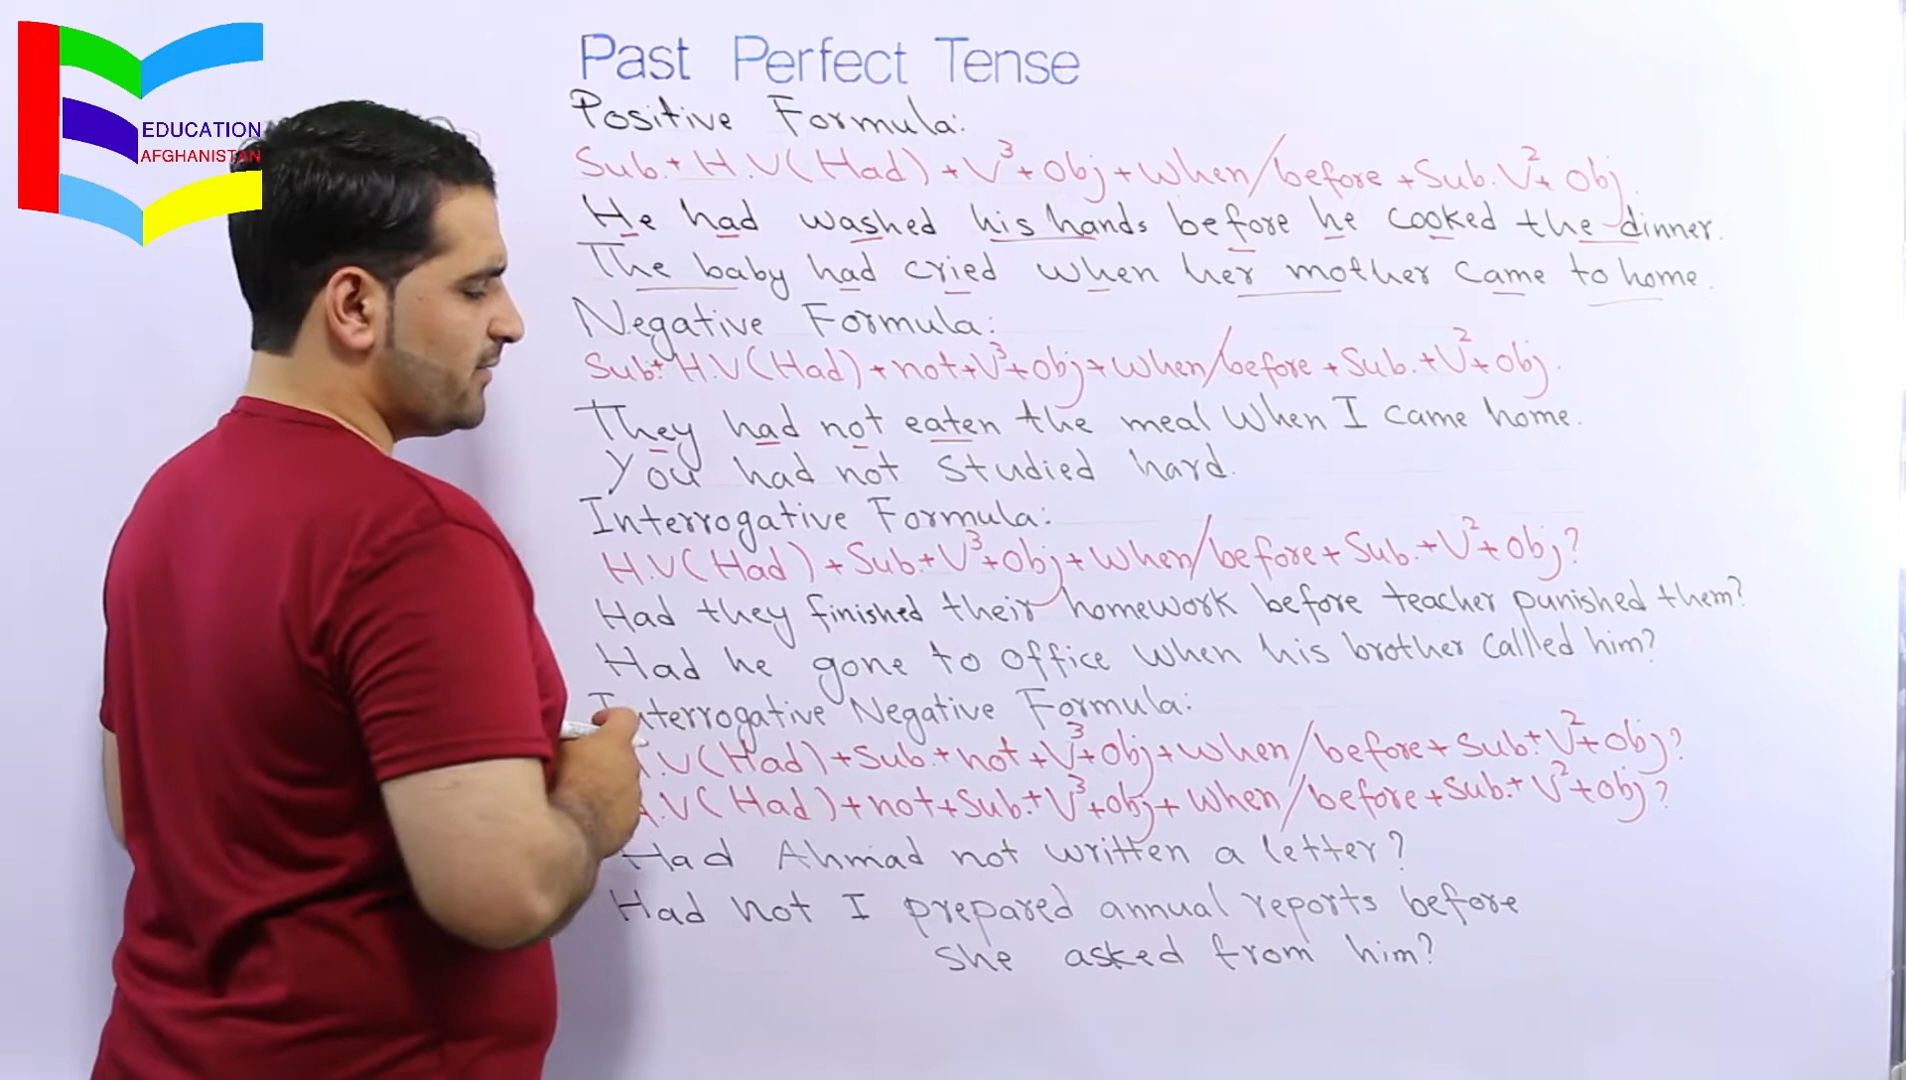 EDUCATION
AFGHANISTAN
Past Perfect Tense
Positive Formula:
Sub.+ H.V(Had) + V³+ Obj + When/before + Sub. V²+ Obj.
He had washed his hands before he cooked the dinner.
The baby had cried when her mother came to home.
Negative Formula:
Sub.+ H.V(Had) + not + V³+ Obj + When/before + Sub. + V²+ Obj.
They had not eaten the meal When I came home.
You had not studied hard.
Interrogative Formula:
H.V(Had) + Sub.+ V³+Obj + When/before + Sub. + V²+ Obj?
Had they finished their homework before teacher punished them?
Had he gone to office when his brother called him?
Interrogative Negative Formula:
H.V(Had)+Sub.+ not +V³+Obj+When/before+ Sub.+ V²+Obj?
H.V(Had)+ not + Sub.+ V³+Obj+ When/before+Sub.+ V²+Obj?
Had Ahmad not written a letter?
Had not I prepared annual reports before
she asked from him?